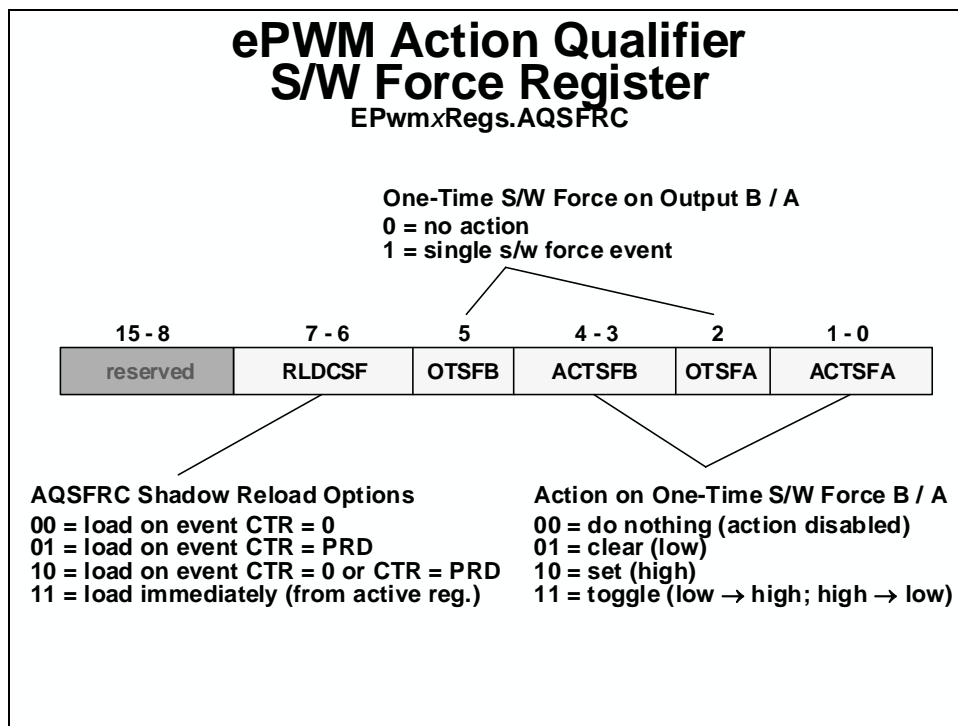 ePWM Action Qualifier
S/W Force Register
EPwmxRegs.AQSFRC
One-Time S/W Force on Output B / A
0 = no action
1 = single s/w force event
15 - 8 7 - 6 5 4 - 3 2 1 - 0
reserved RLDCSF OTSFB ACTSFB OTSFA ACTSFA
AQSFRC Shadow Reload Options
00 = load on event CTR = 0
01 = load on event CTR = PRD
10 = load on event CTR = 0 or CTR = PRD
11 = load immediately (from active reg.)
Action on One-Time S/W Force B / A
00 = do nothing (action disabled)
01 = clear (low)
10 = set (high)
11 = toggle (low → high; high → low)